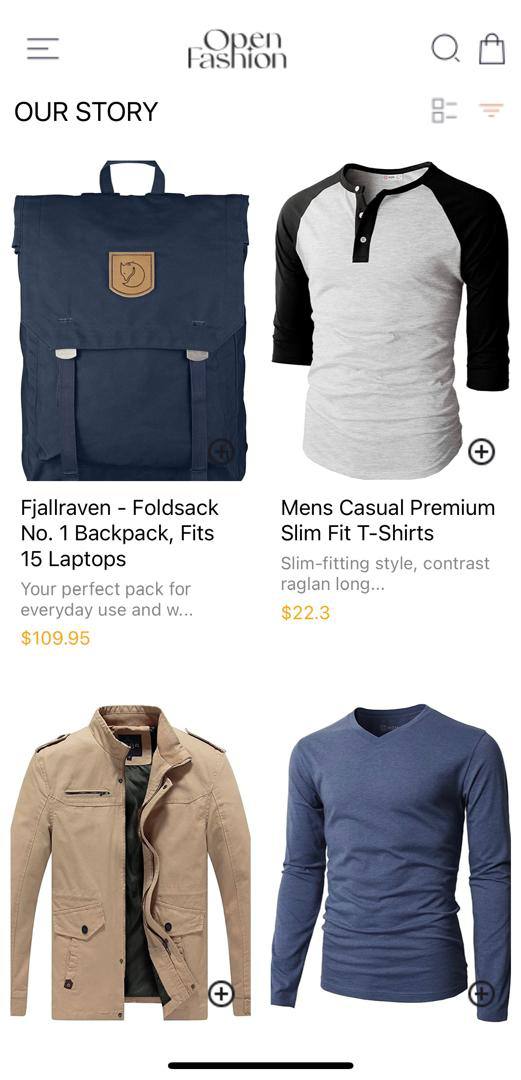 Open
Fashion
OUR STORY
Fjallraven - Foldsack
No. 1 Backpack, Fits
15 Laptops
Your perfect pack for
everyday use and w...
$109.95
Mens Casual Premium
Slim Fit T-Shirts
Slim-fitting style, contrast
raglan long...
$22.3